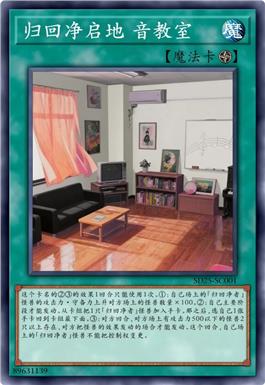 归回净启地 音教室
魔
【魔法卡】
SD25-SC001
这个卡名的②③的效果1回合只能使用1次。①:自己场上的「归回净者」
怪兽的攻击力·守备力上升对方场上的怪兽的数量×100。②:自己主要阶
段才能发动。从卡组把1只「归回净者」怪兽加入手卡。那之后,选自己1张
手卡回到卡组最下面。③:对方回合,对方场上有攻击力500以下的怪兽2
只以上存在,对方把怪兽的效果发动的场合才能发动。这个回合,自己场上
的「归回净者」怪兽不能把控制权变更。
89631139